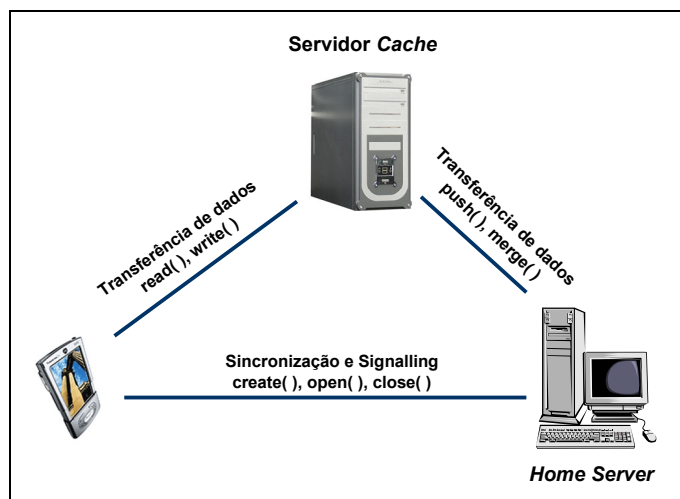 Servidor Cache
Transferência de dados
read( ), write( )
Transferência de dados
push( ), merge( )
Sincronização e Signalling
create( ), open( ), close( )
Home Server